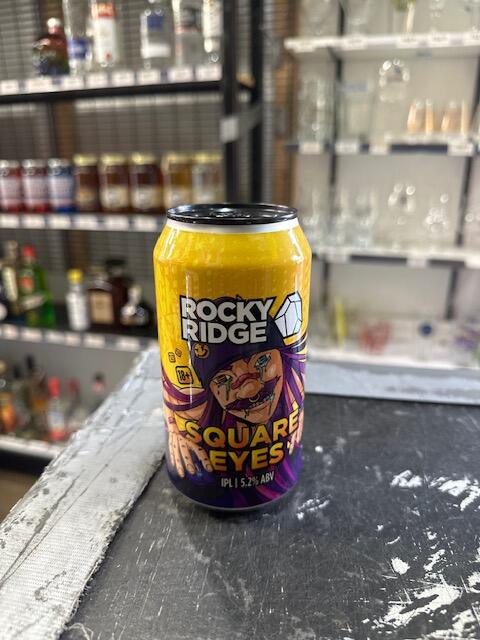 ROCKY
RIDGE
18+
SQUARE
EYES
IPL | 5.2% ABV